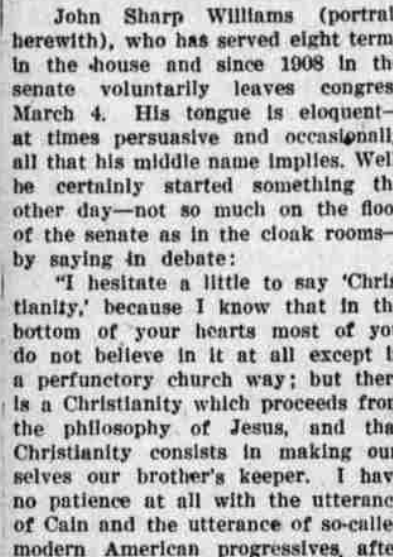 John Sharp Williams (portrai
herewith), who has served eight term
in the house and since 1908 in th
senate voluntarily leaves congres
March 4. His tongue is eloquent—
at times persuasive and occasionall
all that his middle name implies. Wel
he certainly started something th
other day—not so much on the floo
of the senate as in the cloak rooms—
by saying in debate:
"I hesitate a little to say 'Chris
tianity,' because I know that in th
bottom of your hearts most of yo
do not believe in it at all except i
a perfunctory church way; but ther
is a Christianity which proceeds fro
the philosophy of Jesus, and tha
Christianity consists in making our
selves our brother's keeper. I hav
no patience at all with the utteranc
of Cain and the utterance of so-calle
modern American progressives, afte